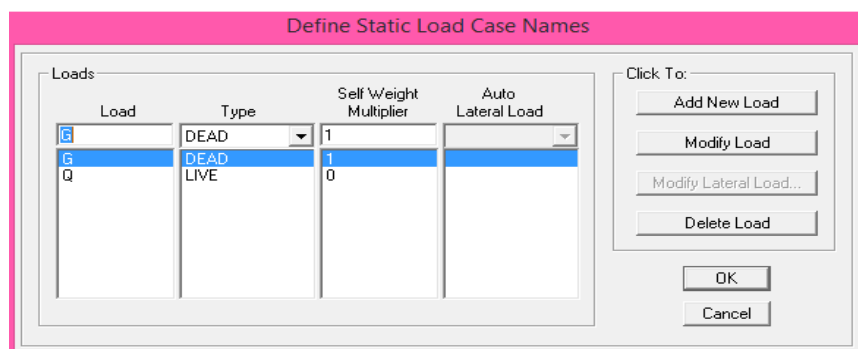 Define Static Load Case Names
Loads
Click To:
Load Type Self Weight Multiplier Auto Lateral Load
G DEAD 1
G DEAD 1
Q LIVE 0
Add New Load
Modify Load
Modify Lateral Load...
Delete Load
OK
Cancel